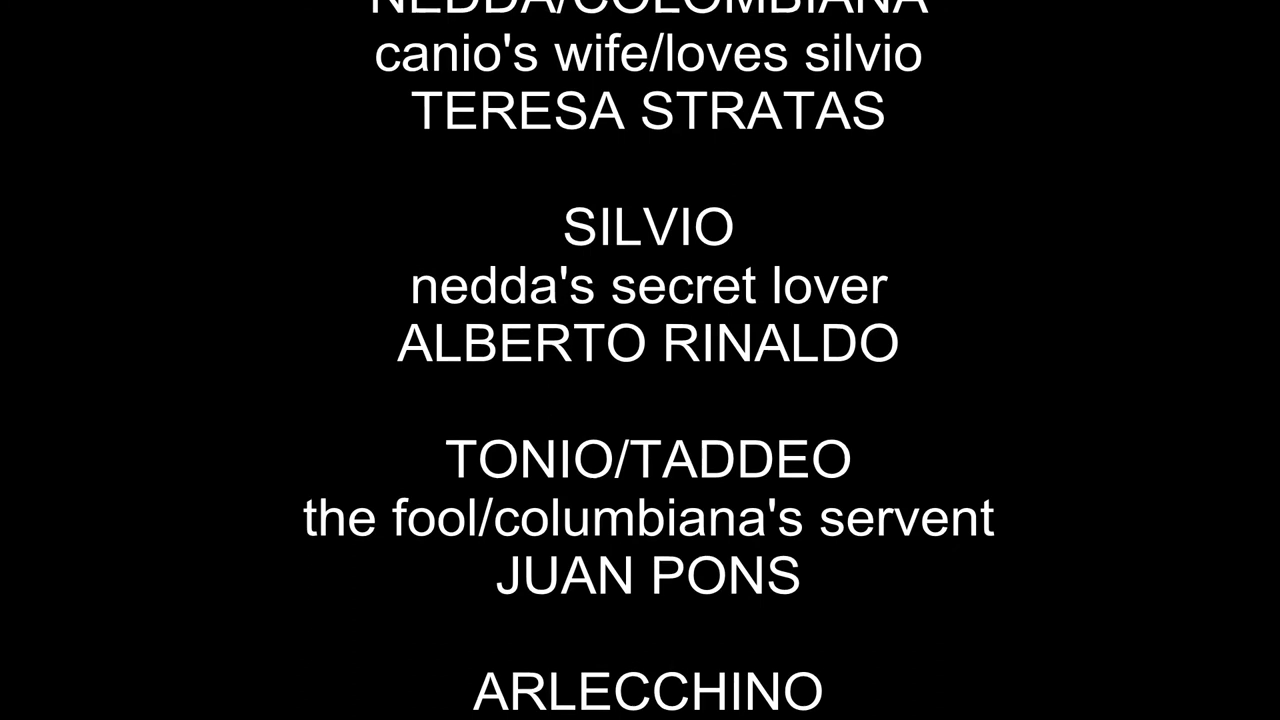 NEDDA/COLOMBIANA
canio's wife/loves silvio
TERESA STRATAS
SILVIO
nedda's secret lover
ALBERTO RINALDO
TONIO/TADDEO
the fool/columbiana's servent
JUAN PONS
ARLECCHINO